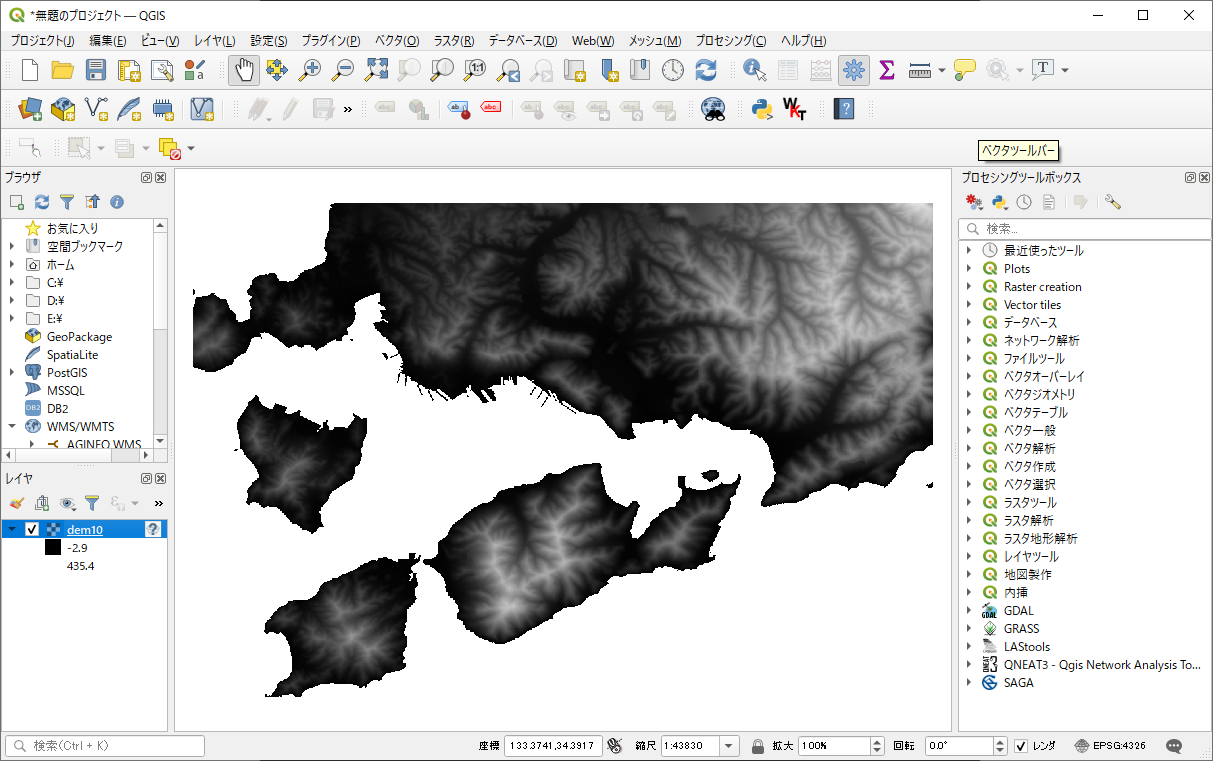 *無題のプロジェクト — QGIS
プロジェクト(J) 編集(E) ビュー(V) レイヤ(L) 設定(S) プラグイン(P) ベクタ(O) ラスタ(R) データベース(D) Web(W) メッシュ(M) プロセシング(C) ヘルプ(H)
ベクタツールバー
ブラウザ
お気に入り
空間ブックマーク
ホーム
C:¥
D:¥
E:¥
GeoPackage
SpatiaLite
PostGIS
MSSQL
DB2
WMS/WMTS
AGINFO WMS
レイヤ
dem10
-2.9
435.4
プロセシングツールボックス
検索...
最近使ったツール
Plots
Raster creation
Vector tiles
データベース
ネットワーク解析
ファイルツール
ベクタオーバーレイ
ベクタジオメトリ
ベクタテーブル
ベクタ一般
ベクタ解析
ベクタ作成
ベクタ選択
ラスタツール
ラスタ解析
ラスタ地形解析
レイヤツール
地図製作
内挿
GDAL
GRASS
LAStools
QNEAT3 - Qgis Network Analysis To...
SAGA
検索(Ctrl + K)
座標 133.3741,34.3917 縮尺 1:43830 拡大 100% 回転 0.0° レンダ EPSG:4326